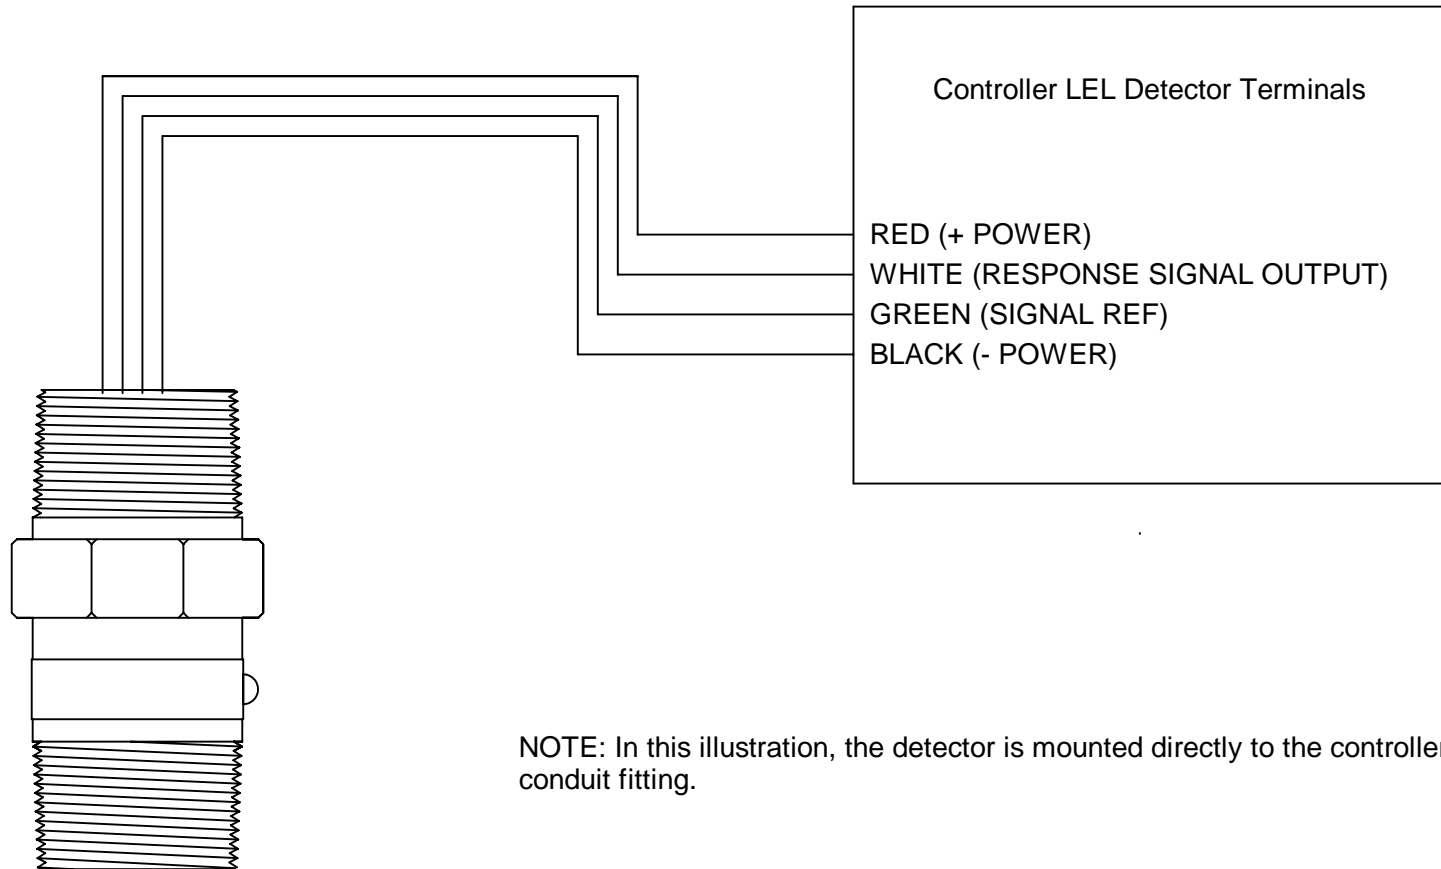 Controller LEL Detector Terminals
RED (+ POWER)
WHITE (RESPONSE SIGNAL OUTPUT)
GREEN (SIGNAL REF)
BLACK (- POWER)
NOTE: In this illustration, the detector is mounted directly to the controller
conduit fitting.